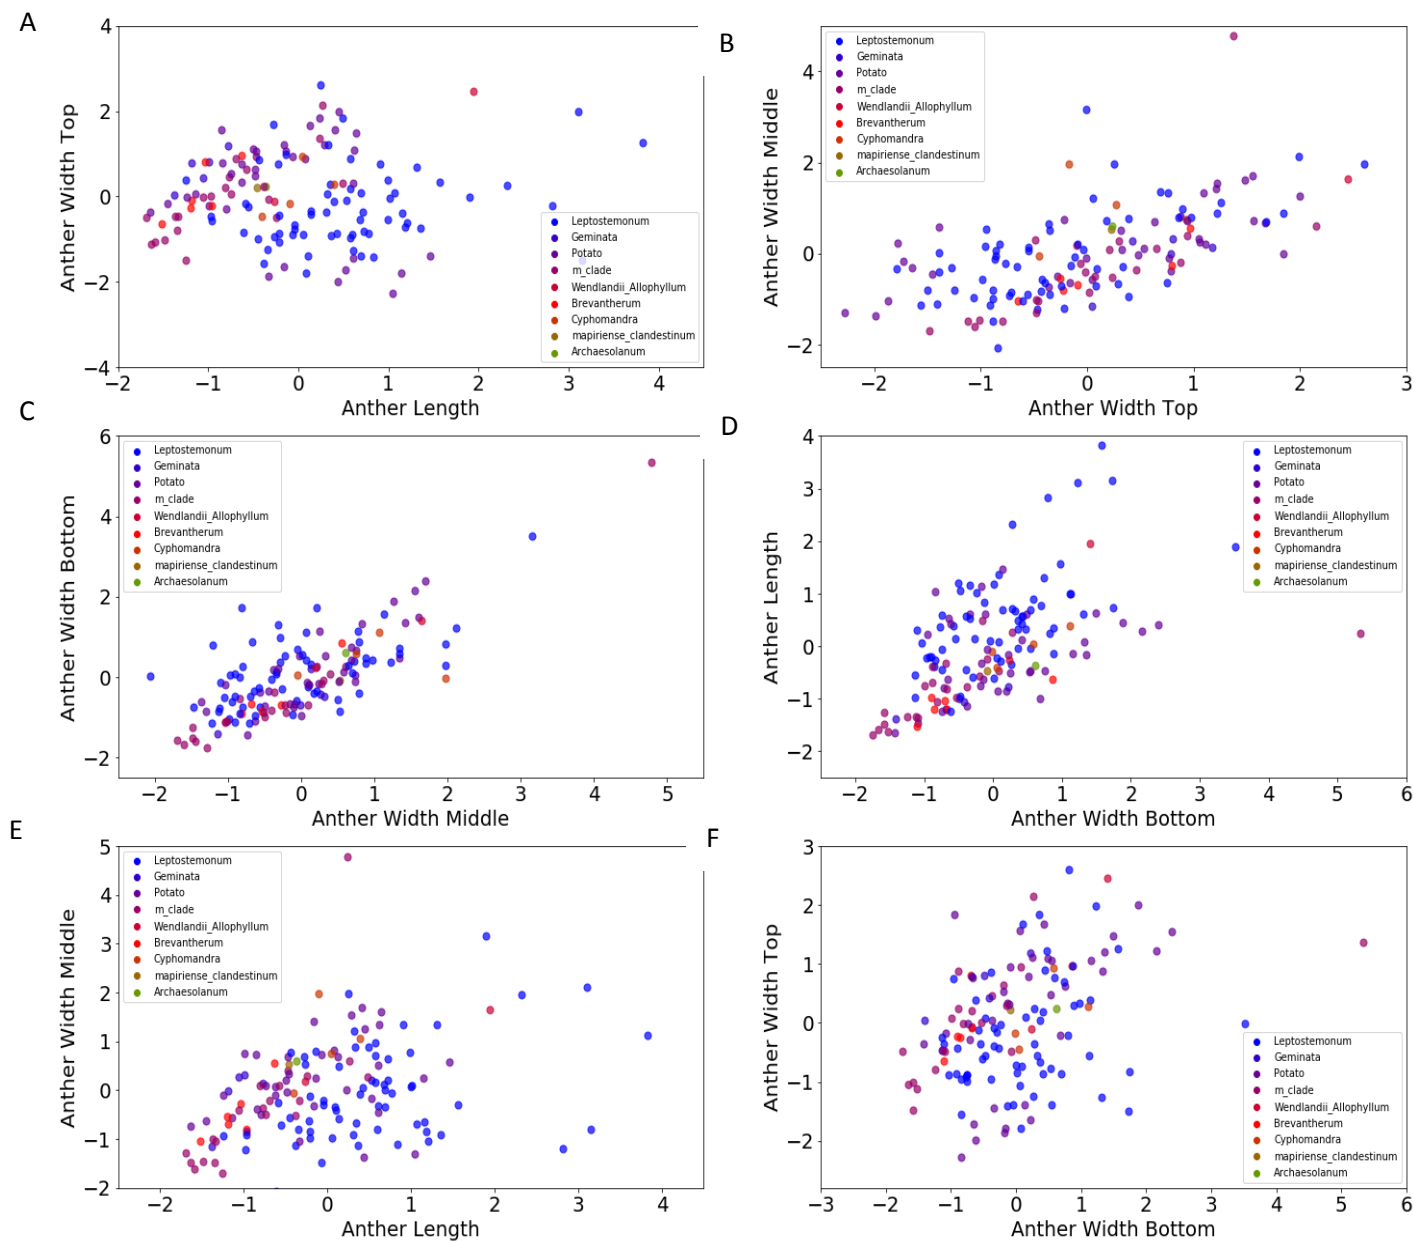 A
4
2
0
−2
−4
Anther Width Top
−2 −1 0 1 2 3 4
Anther Length
Leptostemonum
Geminata
Potato
m_clade
Wendlandii_Allophyllum
Brevantherum
Cyphomandra
mapiriense_clandestinum
Archaesolanum
B
4
2
0
−2
Anther Width Middle
−2 −1 0 1 2 3
Anther Width Top
Leptostemonum
Geminata
Potato
m_clade
Wendlandii_Allophyllum
Brevantherum
Cyphomandra
mapiriense_clandestinum
Archaesolanum
C
6
4
2
0
−2
Anther Width Bottom
−2 −1 0 1 2 3 4 5
Anther Width Middle
Leptostemonum
Geminata
Potato
m_clade
Wendlandii_Allophyllum
Brevantherum
Cyphomandra
mapiriense_clandestinum
Archaesolanum
D
4
3
2
1
0
−1
−2
Anther Length
−2 −1 0 1 2 3 4 5 6
Anther Width Bottom
Leptostemonum
Geminata
Potato
m_clade
Wendlandii_Allophyllum
Brevantherum
Cyphomandra
mapiriense_clandestinum
Archaesolanum
E
5
4
3
2
1
0
−1
−2
Anther Width Middle
−2 −1 0 1 2 3 4
Anther Length
Leptostemonum
Geminata
Potato
m_clade
Wendlandii_Allophyllum
Brevantherum
Cyphomandra
mapiriense_clandestinum
Archaesolanum
F
3
2
1
0
−1
−2
Anther Width Top
−3 −2 −1 0 1 2 3 4 5 6
Anther Width Bottom
Leptostemonum
Geminata
Potato
m_clade
Wendlandii_Allophyllum
Brevantherum
Cyphomandra
mapiriense_clandestinum
Archaesolanum